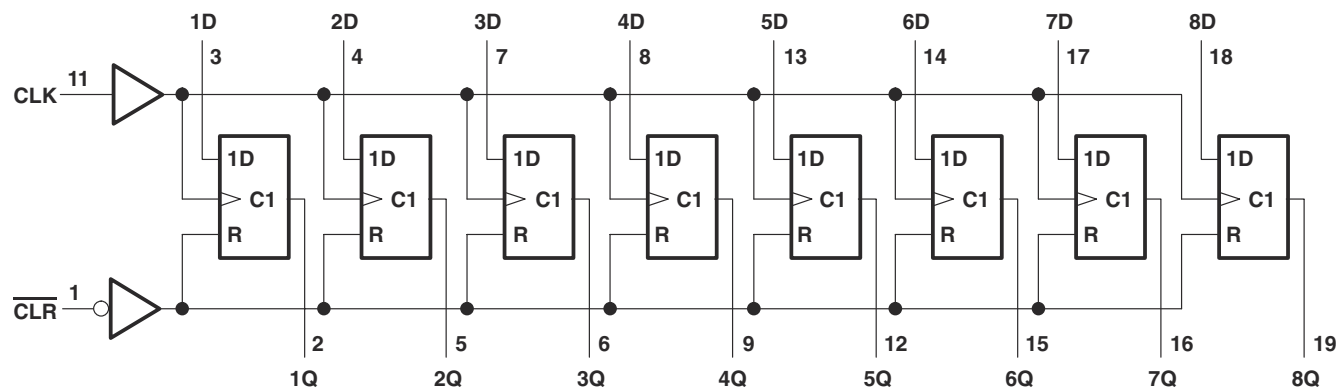 1D 2D 3D 4D 5D 6D 7D 8D
3 4 7 8 13 14 17 18
CLK 11
1D 1D 1D 1D 1D 1D 1D 1D
C1 C1 C1 C1 C1 C1 C1 C1
R R R R R R R R
C̅L̅R̅ 1
2 5 6 9 12 15 16 19
1Q 2Q 3Q 4Q 5Q 6Q 7Q 8Q